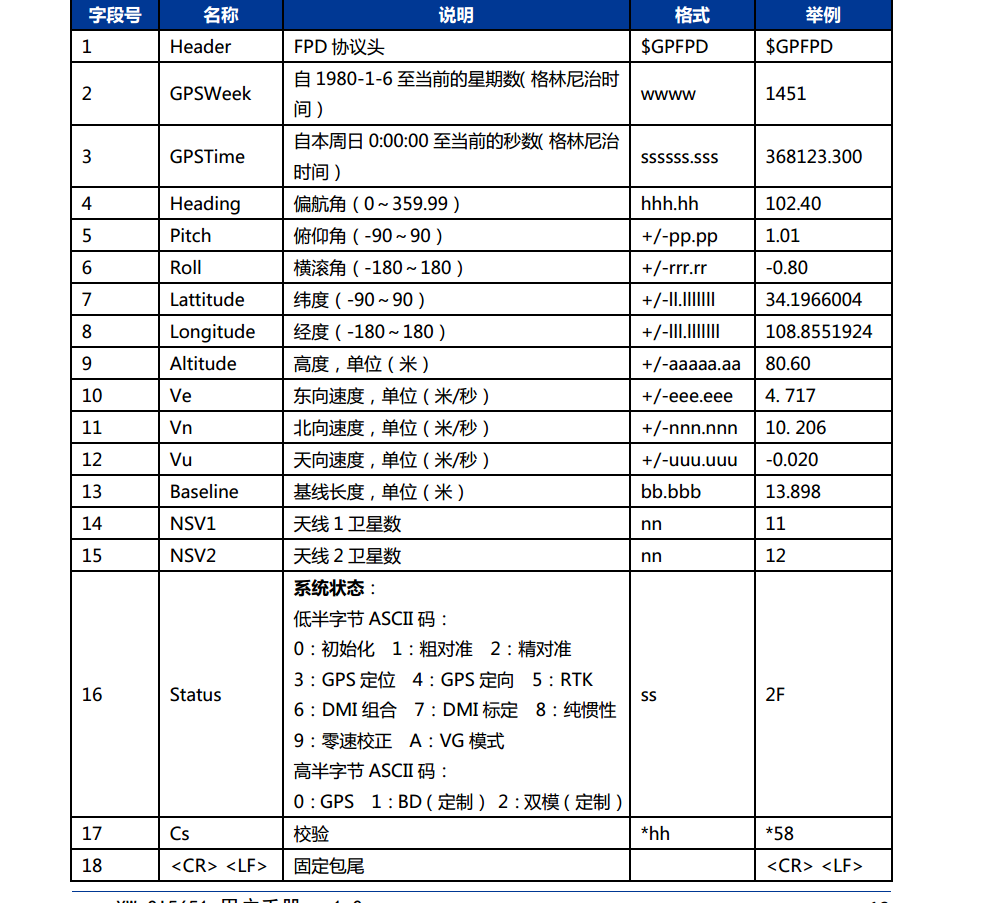 字段号 名称 说明 格式 举例
1 Header FPD 协议头 $GPFPD $GPFPD
2 GPSWeek 自 1980-1-6 至当前的星期数（格林尼治时 wwww 1451
间）
3 GPSTime 自本周日 0:00:00 至当前的秒数（格林尼治 ssssss.sss 368123.300
时间）
4 Heading 偏航角（0～359.99） hhh.hh 102.40
5 Pitch 俯仰角（-90～90） +/-pp.pp 1.01
6 Roll 横滚角（-180～180） +/-rrr.rr -0.80
7 Lattitude 纬度（-90～90） +/-ll.lllllll 34.1966004
8 Longitude 经度（-180～180） +/-lll.lllllll 108.8551924
9 Altitude 高度，单位（米） +/-aaaaa.aa 80.60
10 Ve 东向速度，单位（米/秒） +/-eee.eee 4. 717
11 Vn 北向速度，单位（米/秒） +/-nnn.nnn 10. 206
12 Vu 天向速度，单位（米/秒） +/-uuu.uuu -0.020
13 Baseline 基线长度，单位（米） bb.bbb 13.898
14 NSV1 天线 1 卫星数 nn 11
15 NSV2 天线 2 卫星数 nn 12
16 Status 系统状态： ss 2F
低半字节 ASCII 码：
0：初始化 1：粗对准 2：精对准
3：GPS 定位 4：GPS 定向 5：RTK
6：DMI 组合 7：DMI 标定 8：纯惯性
9：零速校正 A：VG 模式
高半字节 ASCII 码：
0：GPS 1：BD（定制） 2：双模（定制）
17 Cs 校验 *hh *58
18 <CR> <LF> 固定包尾 <CR> <LF>